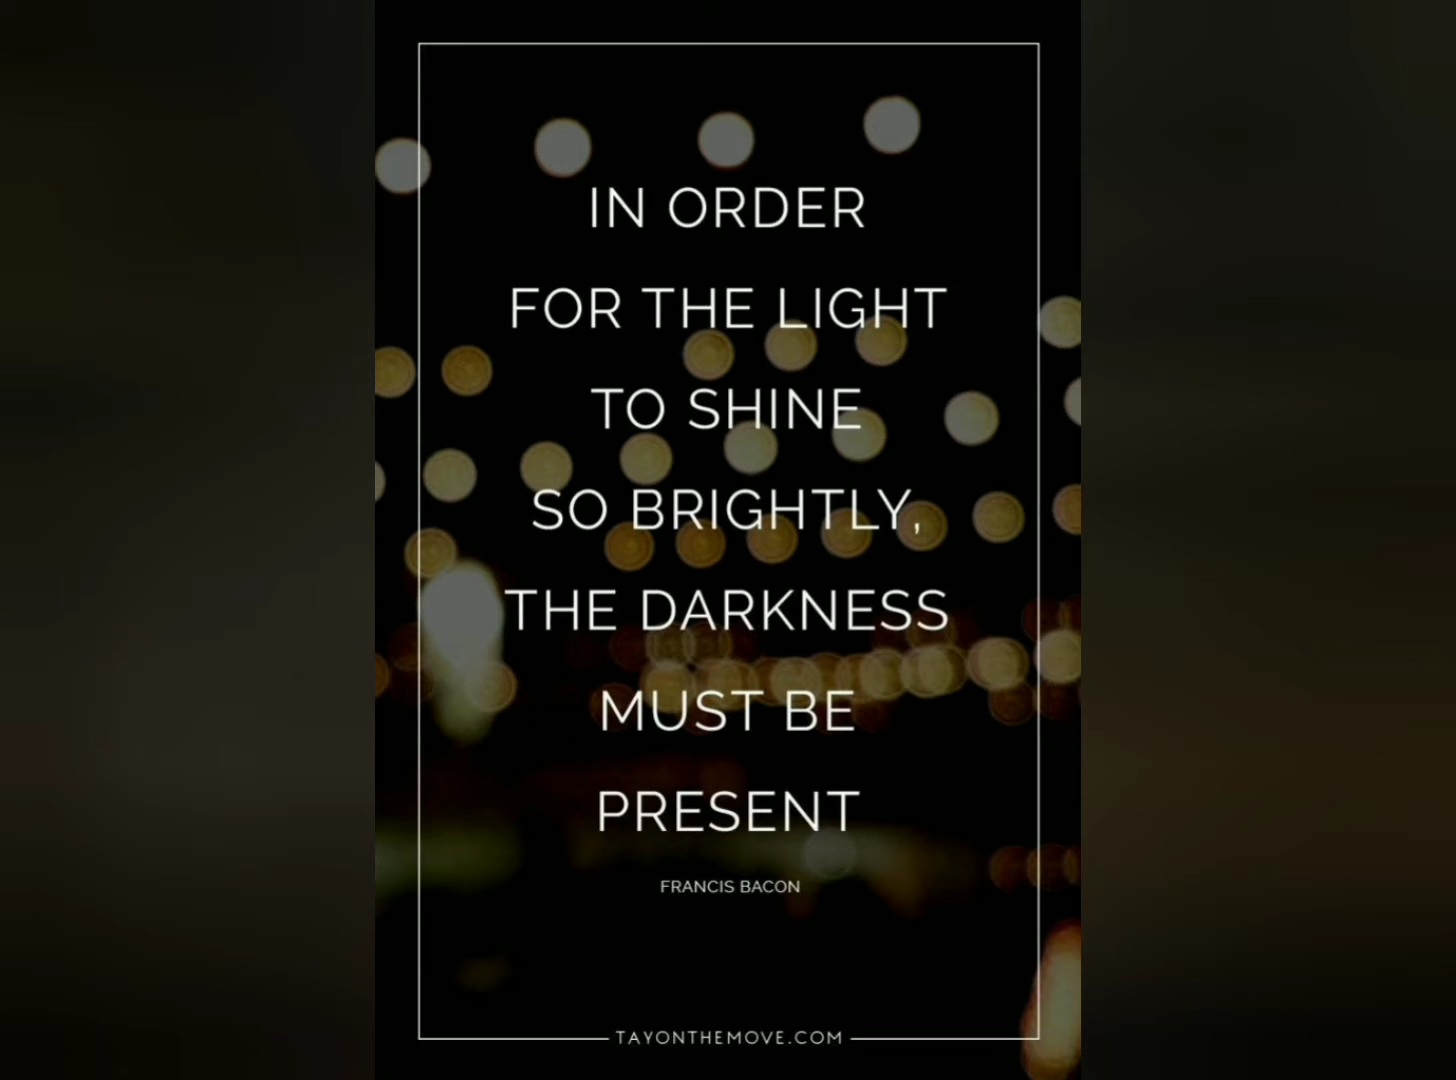 IN ORDER
FOR THE LIGHT
TO SHINE
SO BRIGHTLY,
THE DARKNESS
MUST BE
PRESENT
FRANCIS BACON
TAYONTHEMOVE.COM